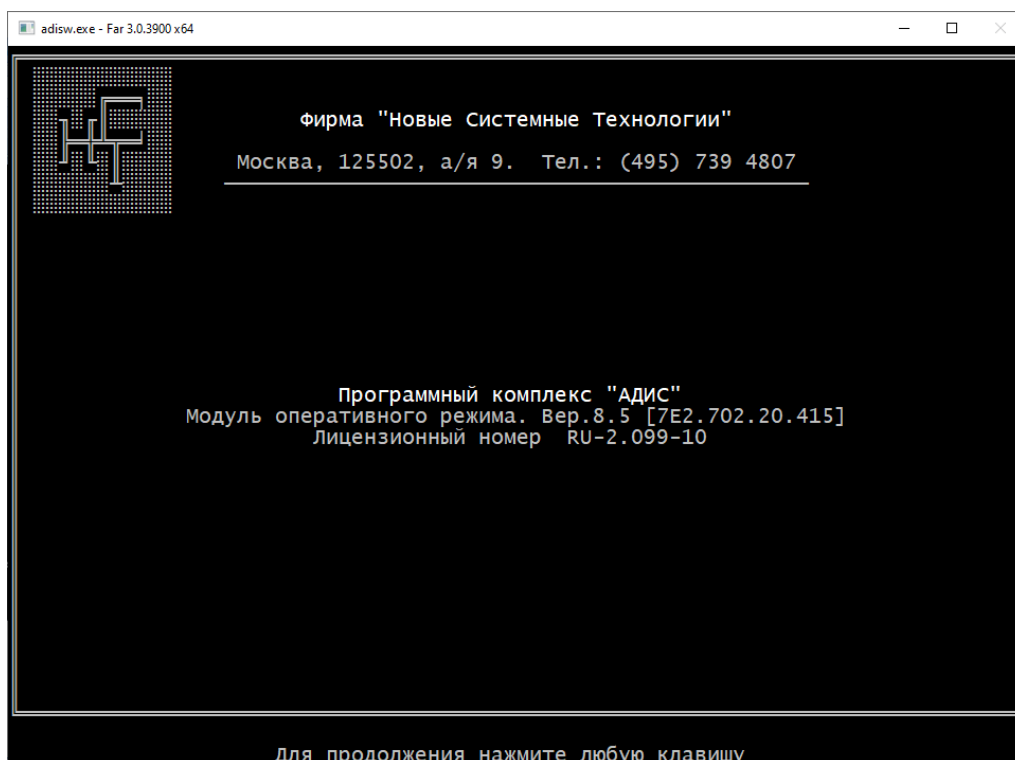 adisw.exe - Far 3.0.3900 x64
Фирма "Новые Системные Технологии"
Москва, 125502, а/я 9. Тел.: (495) 739 4807
Программный комплекс "АДИС"
Модуль оперативного режима. Вер.8.5 [7E2.702.20.415]
Лицензионный номер RU-2.099-10
Для продолжения нажмите любую клавишу